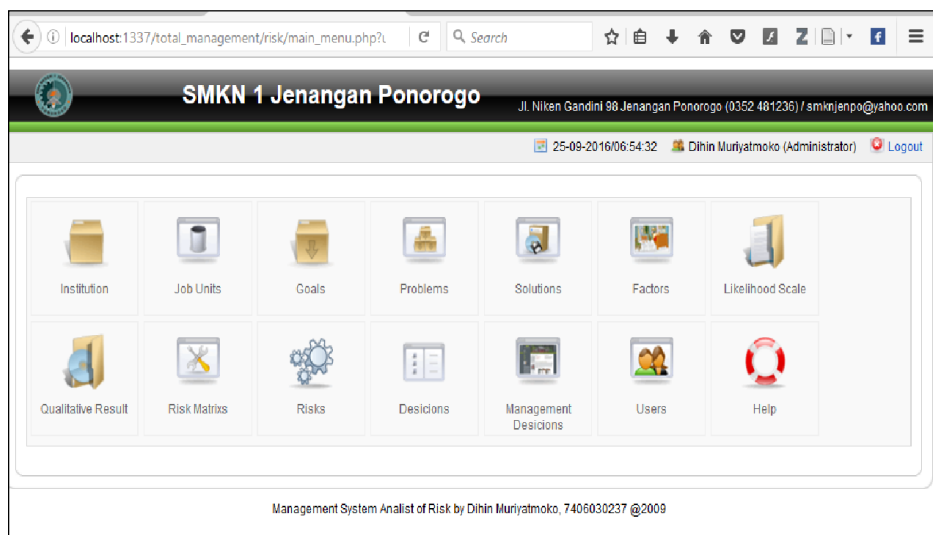 localhost:1337/total_management/risk/main_menu.php?u
Search
SMKN 1 Jenangan Ponorogo
Jl. Niken Gandini 98 Jenangan Ponorogo (0352 481236) / smknjenpo@yahoo.com
25-09-2016/06:54:32 Dihin Muriyatmoko (Administrator) Logout
Institution
Job Units
Goals
Problems
Solutions
Factors
Likelihood Scale
Qualitative Result
Risk Matrixs
Risks
Desicions
Management
Desicions
Users
Help
Management System Analist of Risk by Dihin Muriyatmoko, 7406030237 @2009